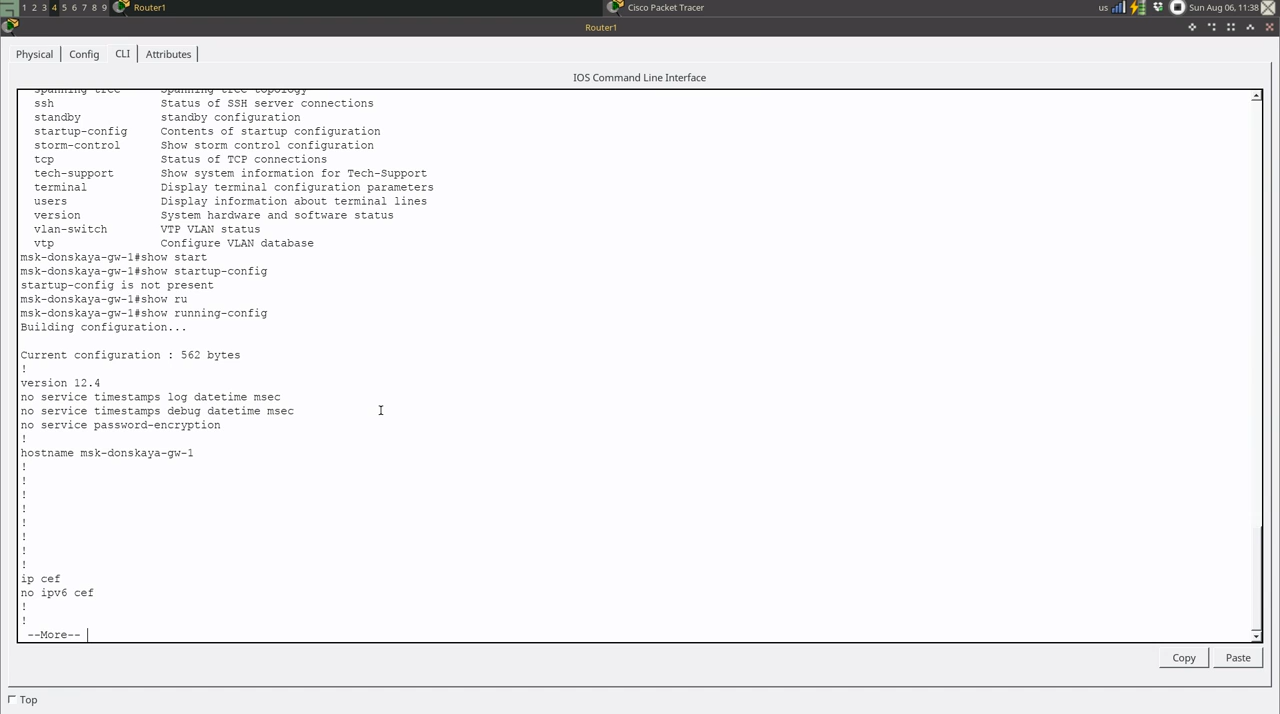 1 2 3 4 5 6 7 8 9 Router1 Cisco Packet Tracer us Sun Aug 06, 11:38
Router1
Physical Config CLI Attributes
IOS Command Line Interface
spanning-tree Spanning tree topology
ssh Status of SSH server connections
standby standby configuration
startup-config Contents of startup configuration
storm-control Show storm control configuration
tcp Status of TCP connections
tech-support Show system information for Tech-Support
terminal Display terminal configuration parameters
users Display information about terminal lines
version System hardware and software status
vlan-switch VTP VLAN status
vtp Configure VLAN database
msk-donskaya-gw-1#show start
msk-donskaya-gw-1#show startup-config
startup-config is not present
msk-donskaya-gw-1#show ru
msk-donskaya-gw-1#show running-config
Building configuration...
Current configuration : 562 bytes
!
version 12.4
no service timestamps log datetime msec
no service timestamps debug datetime msec
no service password-encryption
!
hostname msk-donskaya-gw-1
!
!
!
!
!
!
!
!
ip cef
no ipv6 cef
!
!
--More--
Copy Paste
Top